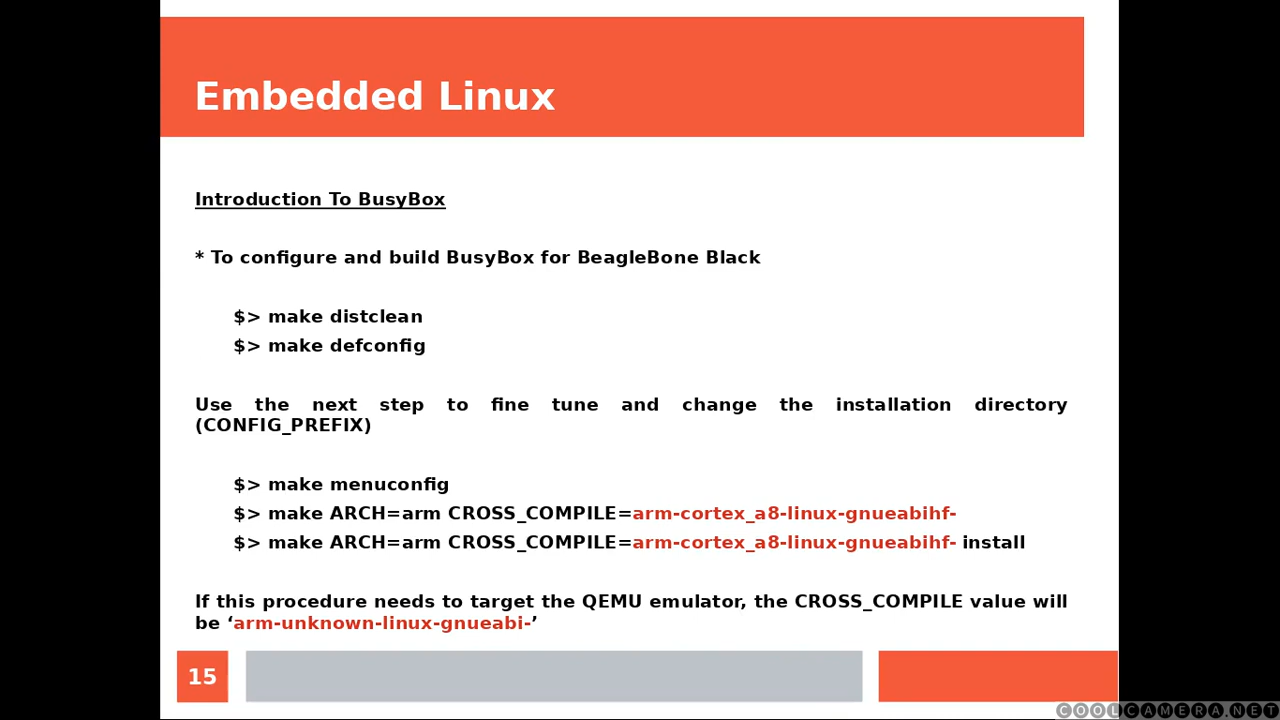 Embedded Linux
Introduction To BusyBox
* To configure and build BusyBox for BeagleBone Black
$> make distclean
$> make defconfig
Use the next step to fine tune and change the installation directory
(CONFIG_PREFIX)
$> make menuconfig
$> make ARCH=arm CROSS_COMPILE=arm-cortex_a8-linux-gnueabihf-
$> make ARCH=arm CROSS_COMPILE=arm-cortex_a8-linux-gnueabihf- install
If this procedure needs to target the QEMU emulator, the CROSS_COMPILE value will
be ‘arm-unknown-linux-gnueabi-’
15
COOLCAMERA.NET